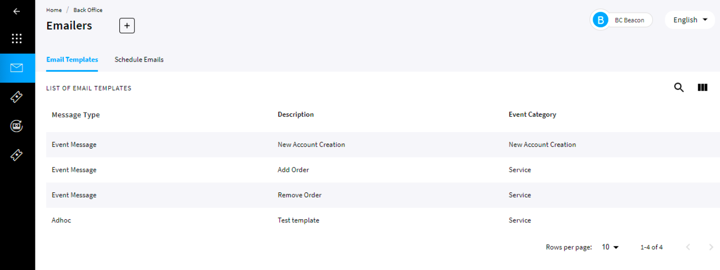 Home / Back Office
Emailers
B BC Beacon
English
Email Templates Schedule Emails
LIST OF EMAIL TEMPLATES
Message Type Description Event Category
Event Message New Account Creation New Account Creation
Event Message Add Order Service
Event Message Remove Order Service
Adhoc Test template Service
Rows per page: 10 1-4 of 4